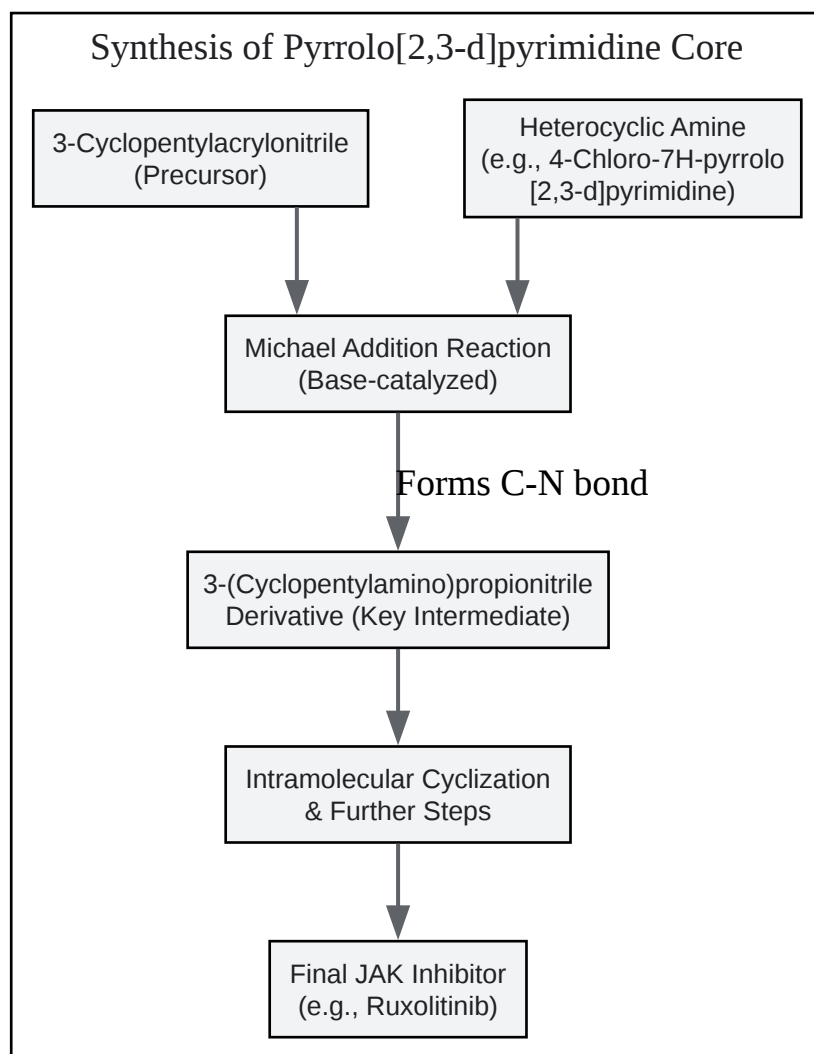 Synthesis of Pyrrolo[2,3-d]pyrimidine Core
3-Cyclopentylacrylonitrile
(Precursor)
Heterocyclic Amine
(e.g., 4-Chloro-7H-pyrrolo
[2,3-d]pyrimidine)
Michael Addition Reaction
(Base-catalyzed)
Forms C-N bond
3-(Cyclopentylamino)propionitrile
Derivative (Key Intermediate)
Intramolecular Cyclization
& Further Steps
Final JAK Inhibitor
(e.g., Ruxolitinib)